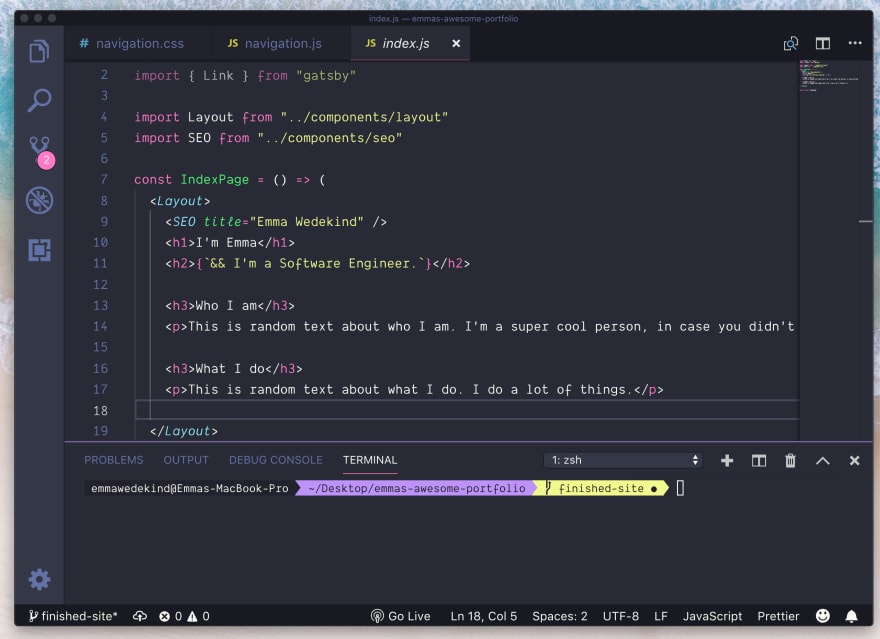 index.js — emmas-awesome-portfolio
# navigation.css JS navigation.js JS index.js ×
2 import { Link } from "gatsby"
3
4 import Layout from "../components/layout"
5 import SEO from "../components/seo"
6
7 const IndexPage = () => (
8 <Layout>
9 <SEO title="Emma Wedekind" />
10 <h1>I'm Emma</h1>
11 <h2>{`&& I'm a Software Engineer.`}</h2>
12
13 <h3>Who I am</h3>
14 <p>This is random text about who I am. I'm a super cool person, in case you didn't
15
16 <h3>What I do</h3>
17 <p>This is random text about what I do. I do a lot of things.</p>
18
19 </Layout>
2
PROBLEMS OUTPUT DEBUG CONSOLE TERMINAL 1: zsh
emmawedekind@Emmas-MacBook-Pro ~/Desktop/emmas-awesome-portfolio finished-site ●
finished-site* 0 0 Go Live Ln 18, Col 5 Spaces: 2 UTF-8 LF JavaScript Prettier